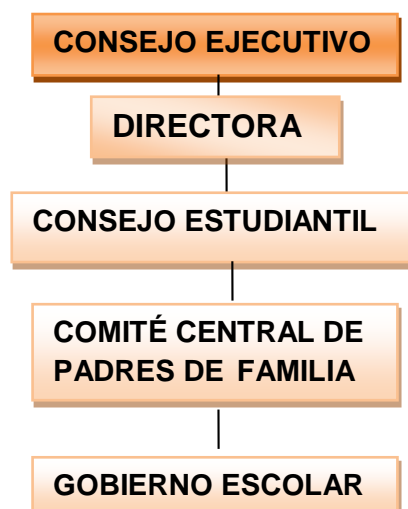 CONSEJO EJECUTIVO
DIRECTORA
CONSEJO ESTUDIANTIL
COMITÉ CENTRAL DE
PADRES DE FAMILIA
GOBIERNO ESCOLAR